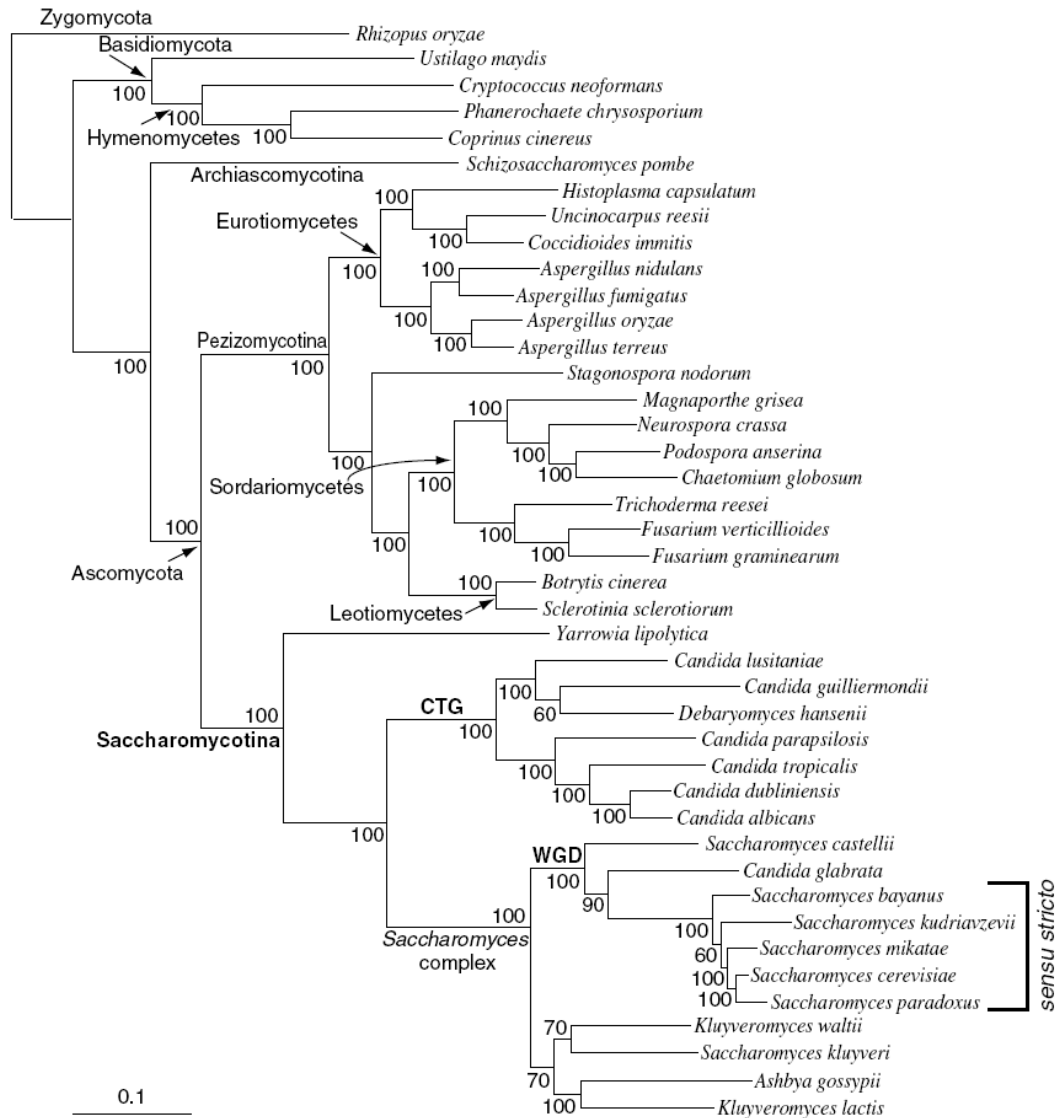 Zygomycota
Rhizopus oryzae
Basidiomycota
Ustilago maydis
100
Cryptococcus neoformans
Hymenomycetes
100
Phanerochaete chrysosporium
100
Coprinus cinereus
Schizosaccharomyces pombe
Archiascomycotina
100
Histoplasma capsulatum
Eurotiomycetes
Uncinocarpus reesii
100
Coccidioides immitis
100
100
Aspergillus nidulans
Aspergillus fumigatus
100
Aspergillus oryzae
100
Aspergillus terreus
Pezizomycotina
100
100
Stagonospora nodorum
100
Magnaporthe grisea
Neurospora crassa
100
Podospora anserina
100
Chaetomium globosum
Sordariomycetes
100
100
Trichoderma reesei
Fusarium verticillioides
100
100
Fusarium graminearum
100
100
Ascomycota
100
Botrytis cinerea
Leotiomycetes
Sclerotinia sclerotiorum
Yarrowia lipolytica
Candida lusitaniae
100
Candida guilliermondii
CTG
60
Debaryomyces hansenii
100
100
Saccharomycotina
Candida parapsilosis
100
Candida tropicalis
100
Candida dubliniensis
100
Candida albicans
100
Saccharomyces castellii
WGD
100
Candida glabrata
90
Saccharomyces bayanus
100
Saccharomyces kudriavzevii
60
Saccharomyces mikatae
100
Saccharomyces cerevisiae
100
Saccharomyces paradoxus
sensu stricto
100
Saccharomyces
complex
70
Kluyveromyces waltii
Saccharomyces kluyveri
70
Ashbya gossypii
100
Kluyveromyces lactis
0.1